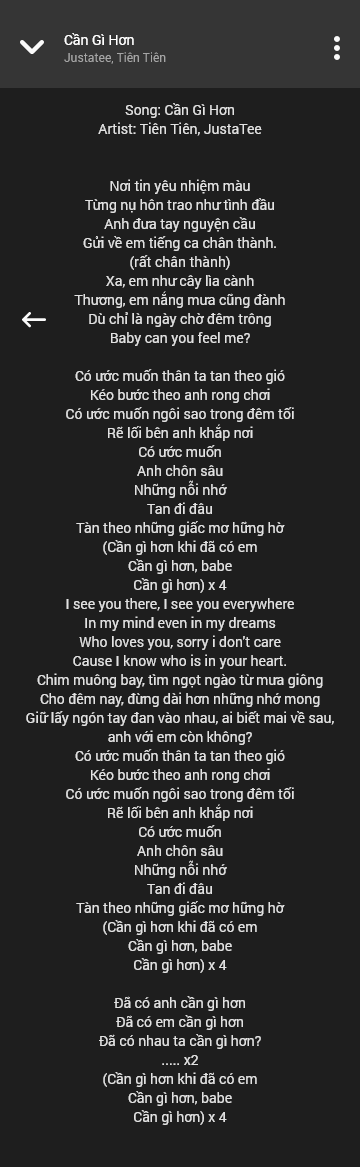 Cần Gì Hơn
Justatee, Tiên Tiên
Song: Cần Gì Hơn
Artist: Tiên Tiên, JustaTee
Nơi tin yêu nhiệm màu
Từng nụ hôn trao như tình đầu
Anh đưa tay nguyện cầu
Gửi về em tiếng ca chân thành.
(rất chân thành)
Xa, em như cây lìa cành
Thương, em nắng mưa cũng đành
Dù chỉ là ngày chờ đêm trông
Baby can you feel me?
Có ước muốn thân ta tan theo gió
Kéo bước theo anh rong chơi
Có ước muốn ngôi sao trong đêm tối
Rẽ lối bên anh khắp nơi
Có ước muốn
Anh chôn sâu
Những nỗi nhớ
Tan đi đâu
Tàn theo những giấc mơ hững hờ
(Cần gì hơn khi đã có em
Cần gì hơn, babe
Cần gì hơn) x 4
I see you there, I see you everywhere
In my mind even in my dreams
Who loves you, sorry i don't care
Cause I know who is in your heart.
Chim muông bay, tìm ngọt ngào từ mưa giông
Cho đêm nay, đừng dài hơn những nhớ mong
Giữ lấy ngón tay đan vào nhau, ai biết mai về sau,
anh với em còn không?
Có ước muốn thân ta tan theo gió
Kéo bước theo anh rong chơi
Có ước muốn ngôi sao trong đêm tối
Rẽ lối bên anh khắp nơi
Có ước muốn
Anh chôn sâu
Những nỗi nhớ
Tan đi đâu
Tàn theo những giấc mơ hững hờ
(Cần gì hơn khi đã có em
Cần gì hơn, babe
Cần gì hơn) x 4
Đã có anh cần gì hơn
Đã có em cần gì hơn
Đã có nhau ta cần gì hơn?
..... x2
(Cần gì hơn khi đã có em
Cần gì hơn, babe
Cần gì hơn) x 4